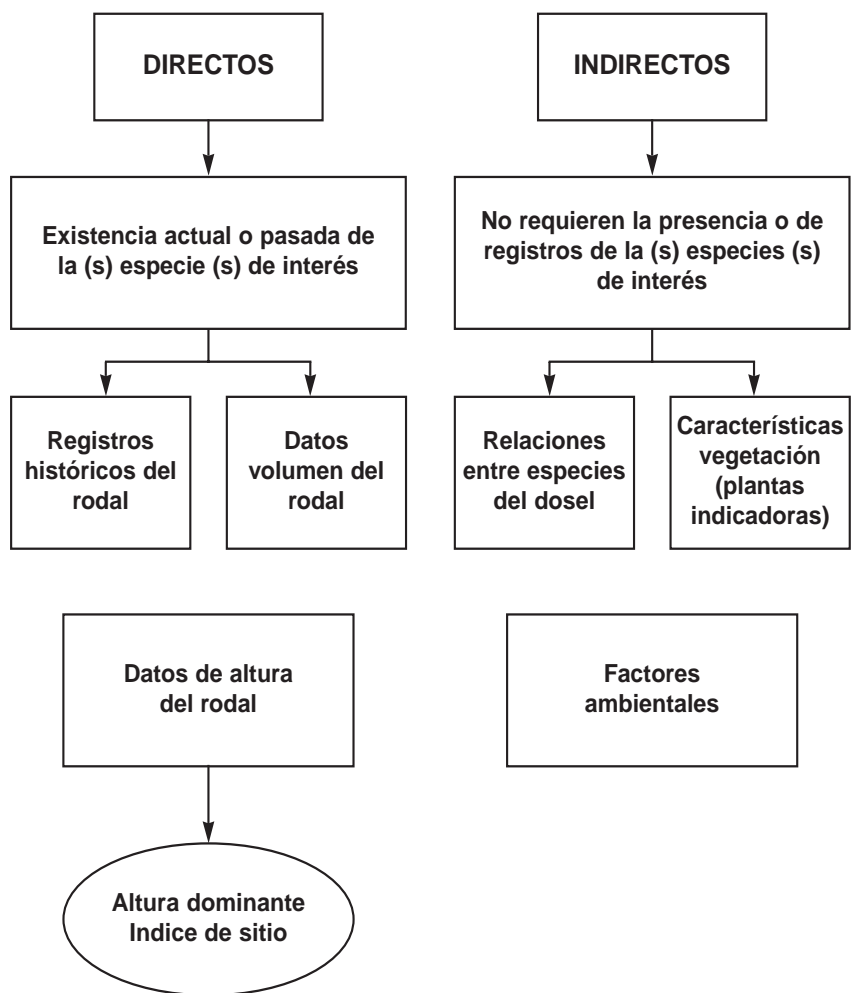 DIRECTOS
INDIRECTOS
Existencia actual o pasada de
la (s) especie (s) de interés
No requieren la presencia o de
registros de la (s) especies (s)
de interés
Registros
históricos del
rodal
Datos
volumen del
rodal
Relaciones
entre especies
del dosel
Características
vegetación
(plantas
indicadoras)
Datos de altura
del rodal
Factores
ambientales
Altura dominante
Indice de sitio